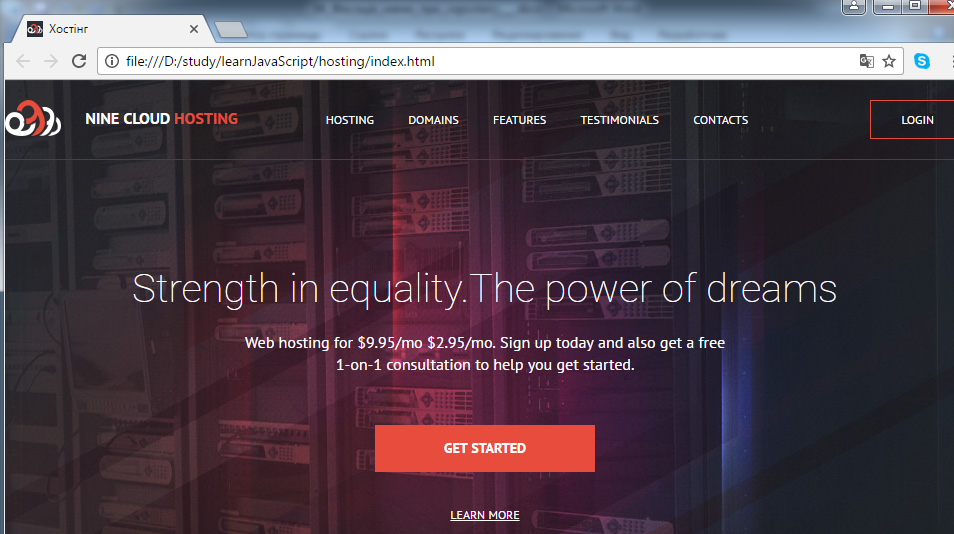 Хостінг
file:///D:/study/learnJavaScript/hosting/index.html
NINE CLOUD HOSTING
HOSTING DOMAINS FEATURES TESTIMONIALS CONTACTS LOGIN
Strength in equality.The power of dreams
Web hosting for $9.95/mo $2.95/mo. Sign up today and also get a free
1-on-1 consultation to help you get started.
GET STARTED
LEARN MORE